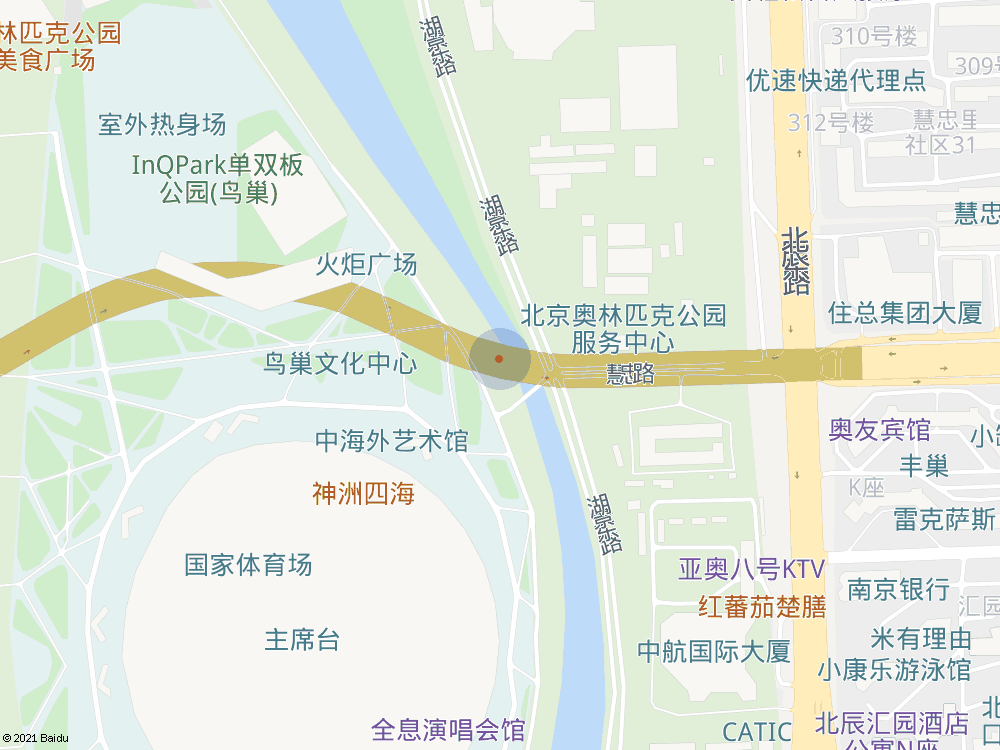 林匹克公园
美食广场
湖景东路
310号楼
309号
优速快递代理点
室外热身场
312号楼
慧忠里
社区31
InQPark单双板
公园(鸟巢)
湖景东路
慧忠
北辰东路
火炬广场
北京奥林匹克公园
服务中心
住总集团大厦
鸟巢文化中心
慧忠路
中海外艺术馆
奥友宾馆
丰巢
K座
神洲四海
湖景东路
雷克萨斯
国家体育场
亚奥八号KTV
南京银行
红蕃茄楚膳
汇园
主席台
米有理由
中航国际大厦
小康乐游泳馆
全息演唱会馆
CATIC
北辰汇园酒店
公寓N座
© 2021 Baidu